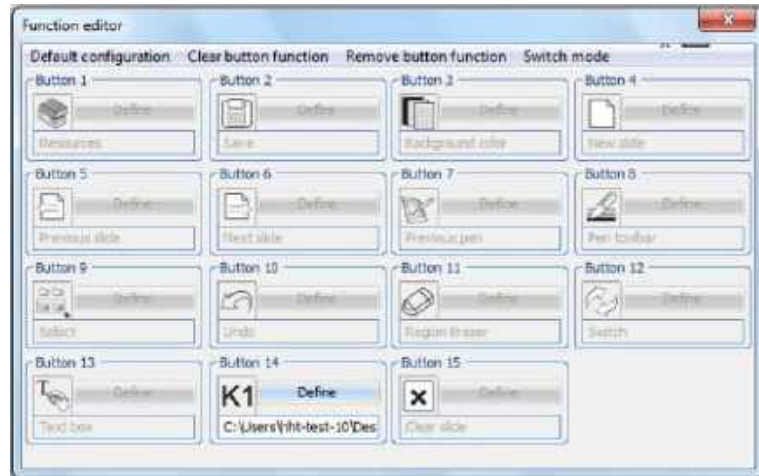 Function editor
Default configuration Clear button function Remove button function Switch mode
Button 1 Button 2 Button 3 Button 4
Define Define Define Define
Resources Save Background color New slide
Button 5 Button 6 Button 7 Button 8
Define Define Define Define
Previous slide Next slide Previous pen Pen toolbar
Button 9 Button 10 Button 11 Button 12
Define Define Define Define
Select Undo Region Eraser Switch
Button 13 Button 14 Button 15
T Define K1 Define Define
Text box C:\Users\hht-test-10\Des Clear slide